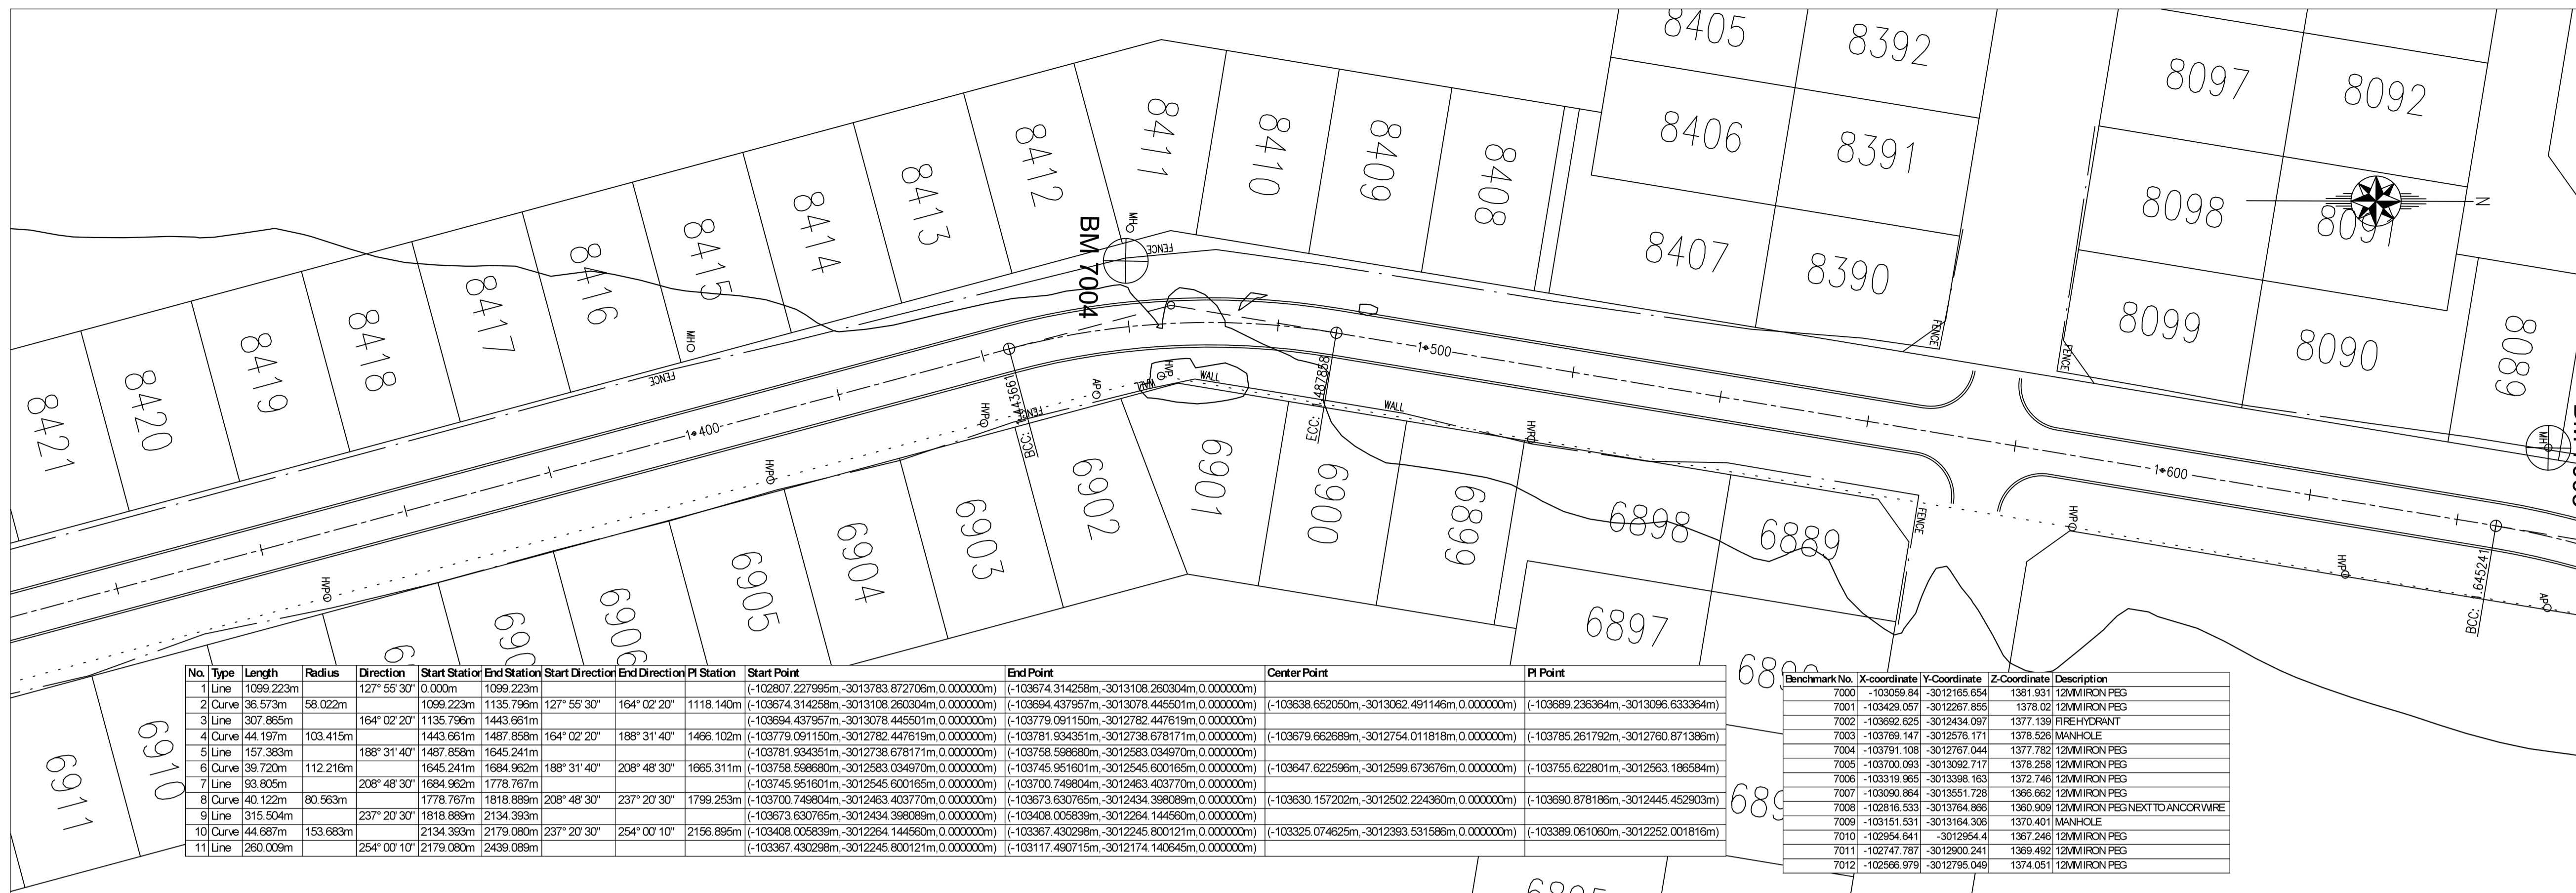 8405
8392
8097
8092
8406
8391
8411
8410
8409
8408
8412
8413
8414
8415
8416
8417
8418
8419
8420
8421
8407
8390
8098
N
8099
8090
8089
MH
BM 7004
FENCE
MH
FENCE
1+400
HVP
AP
HVP
WALL
WALL
FENCE
HVP
HVP
ECC: 1.487858
1+500
WALL
HVP
FENCE
FENCE
FENCE
MH
1+600
HVP
HVP
AP
BCC: 1.645241
6902
6901
6900
6899
6898
6889
6903
6904
6905
6906
6897
6911
6910
No. Type Length Radius Direction Start Station End Station Start Direction End Direction PI Station Start Point End Point Center Point PI Point
1 Line 1099.223m 127° 55' 30" 0.000m 1099.223m (-102807.227995m,-3013783.872706m,0.000000m) (-103674.314258m,-3013108.260304m,0.000000m)
2 Curve 36.573m 58.022m 1099.223m 1135.796m 127° 55' 30" 164° 02' 20" 1118.140m (-103674.314258m,-3013108.260304m,0.000000m) (-103694.437957m,-3013078.445501m,0.000000m) (-103638.652050m,-3013062.491146m,0.000000m) (-103689.236364m,-3013096.633364m)
3 Line 307.865m 164° 02' 20" 1135.796m 1443.661m (-103694.437957m,-3013078.445501m,0.000000m) (-103779.091150m,-3012782.447619m,0.000000m)
4 Curve 44.197m 103.415m 1443.661m 1487.858m 164° 02' 20" 188° 31' 40" 1466.102m (-103779.091150m,-3012782.447619m,0.000000m) (-103781.934351m,-3012738.678171m,0.000000m) (-103679.662689m,-3012754.011818m,0.000000m) (-103785.261792m,-3012760.871386m)
5 Line 157.383m 188° 31' 40" 1487.858m 1645.241m (-103781.934351m,-3012738.678171m,0.000000m) (-103758.598680m,-3012583.034970m,0.000000m)
6 Curve 39.720m 112.216m 1645.241m 1684.962m 188° 31' 40" 208° 48' 30" 1665.311m (-103758.598680m,-3012583.034970m,0.000000m) (-103745.951601m,-3012545.600165m,0.000000m) (-103647.622596m,-3012599.673676m,0.000000m) (-103755.622801m,-3012563.186584m)
7 Line 93.805m 208° 48' 30" 1684.962m 1778.767m (-103745.951601m,-3012545.600165m,0.000000m) (-103700.749804m,-3012463.403770m,0.000000m)
8 Curve 40.122m 80.563m 1778.767m 1818.889m 208° 48' 30" 237° 20' 30" 1799.253m (-103700.749804m,-3012463.403770m,0.000000m) (-103673.630765m,-3012434.398089m,0.000000m) (-103630.157202m,-3012502.224360m,0.000000m) (-103690.878186m,-3012445.452903m)
9 Line 315.504m 237° 20' 30" 1818.889m 2134.393m (-103673.630765m,-3012434.398089m,0.000000m) (-103408.005839m,-3012264.144560m,0.000000m)
10 Curve 44.687m 153.683m 2134.393m 2179.080m 237° 20' 30" 254° 00' 10" 2156.895m (-103408.005839m,-3012264.144560m,0.000000m) (-103367.430298m,-3012245.800121m,0.000000m) (-103325.074625m,-3012393.531586m,0.000000m) (-103389.061060m,-3012252.001816m)
11 Line 260.009m 254° 00' 10" 2179.080m 2439.089m (-103367.430298m,-3012245.800121m,0.000000m) (-103117.490715m,-3012174.140645m,0.000000m)
Benchmark No. X-coordinate Y-Coordinate Z-Coordinate Description
7000 -103059.84 -3012165.654 1381.931 12MM IRON PEG
7001 -103429.057 -3012267.855 1378.02 12MM IRON PEG
7002 -103692.625 -3012434.097 1377.139 FIRE HYDRANT
7003 -103769.147 -3012576.171 1378.526 MANHOLE
7004 -103791.108 -3012767.044 1377.782 12MM IRON PEG
7005 -103700.093 -3013092.717 1378.258 12MM IRON PEG
7006 -103319.965 -3013398.163 1372.746 12MM IRON PEG
7007 -103090.864 -3013551.728 1366.662 12MM IRON PEG
7008 -102816.533 -3013764.866 1360.909 12MM IRON PEG NEXT TO ANCOR WIRE
7009 -103151.531 -3013164.306 1370.401 MANHOLE
7010 -102954.641 -3012954.4 1367.246 12MM IRON PEG
7011 -102747.787 -3012900.241 1369.492 12MM IRON PEG
7012 -102566.979 -3012795.049 1374.051 12MM IRON PEG